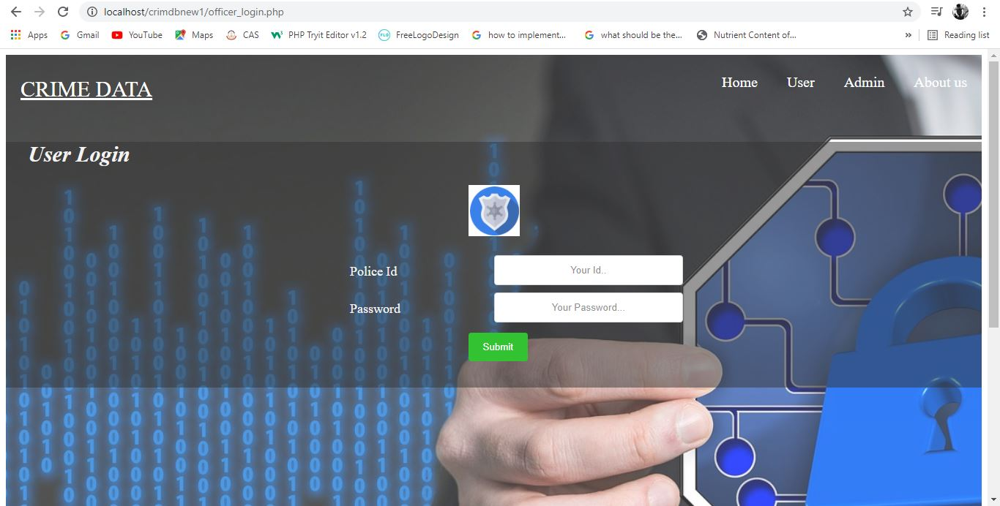 localhost/crimdbnew1/officer_login.php
Apps Gmail YouTube Maps CAS PHP Tryit Editor v1.2 FLD FreeLogoDesign how to implement... what should be the... Nutrient Content of... » Reading list
CRIME DATA Home User Admin About us
User Login
Police Id Your Id..
Password Your Password...
Submit